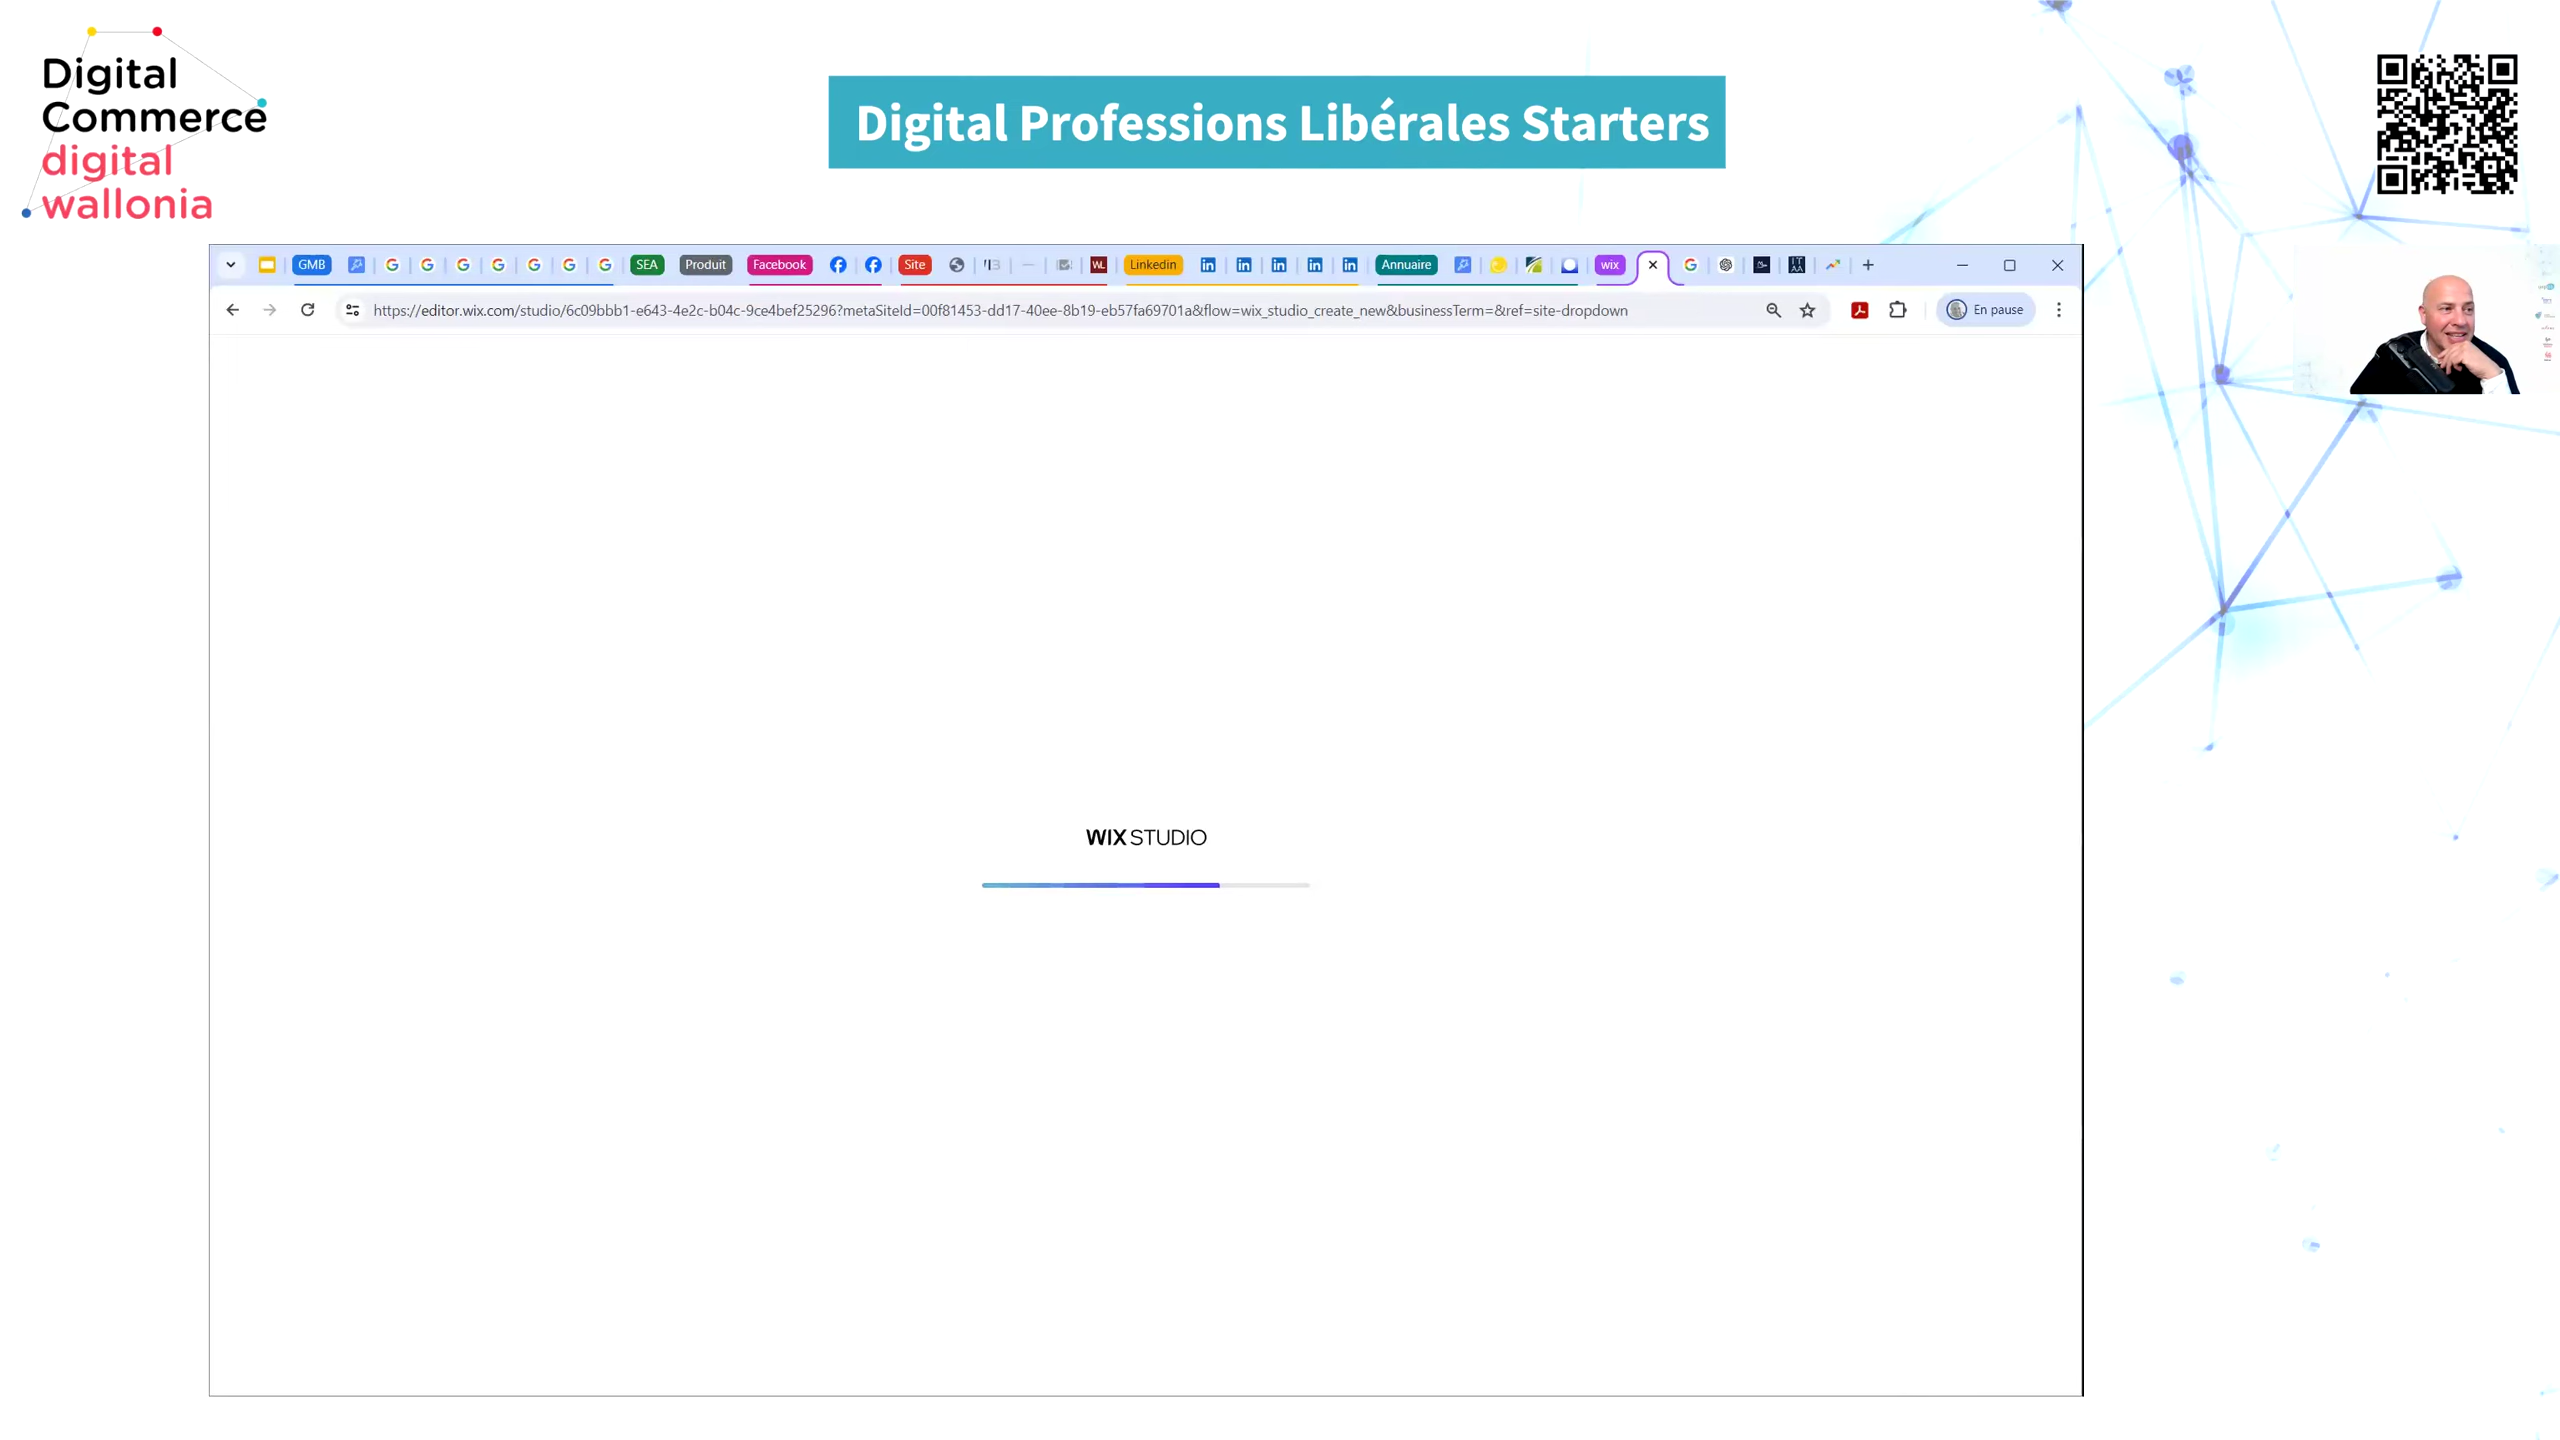 Digital
Commerce
digital
wallonia
Digital Professions Libérales Starters
GMB
SEA
Produit
Facebook
Site
WL
Linkedin
Annuaire
wix
https://editor.wix.com/studio/6c09bbb1-e643-4e2c-b04c-9ce4bef25296?metaSiteId=00f81453-dd17-40ee-8b19-eb57fa69701a&flow=wix_studio_create_new&businessTerm=&ref=site-dropdown
En pause
WIX STUDIO